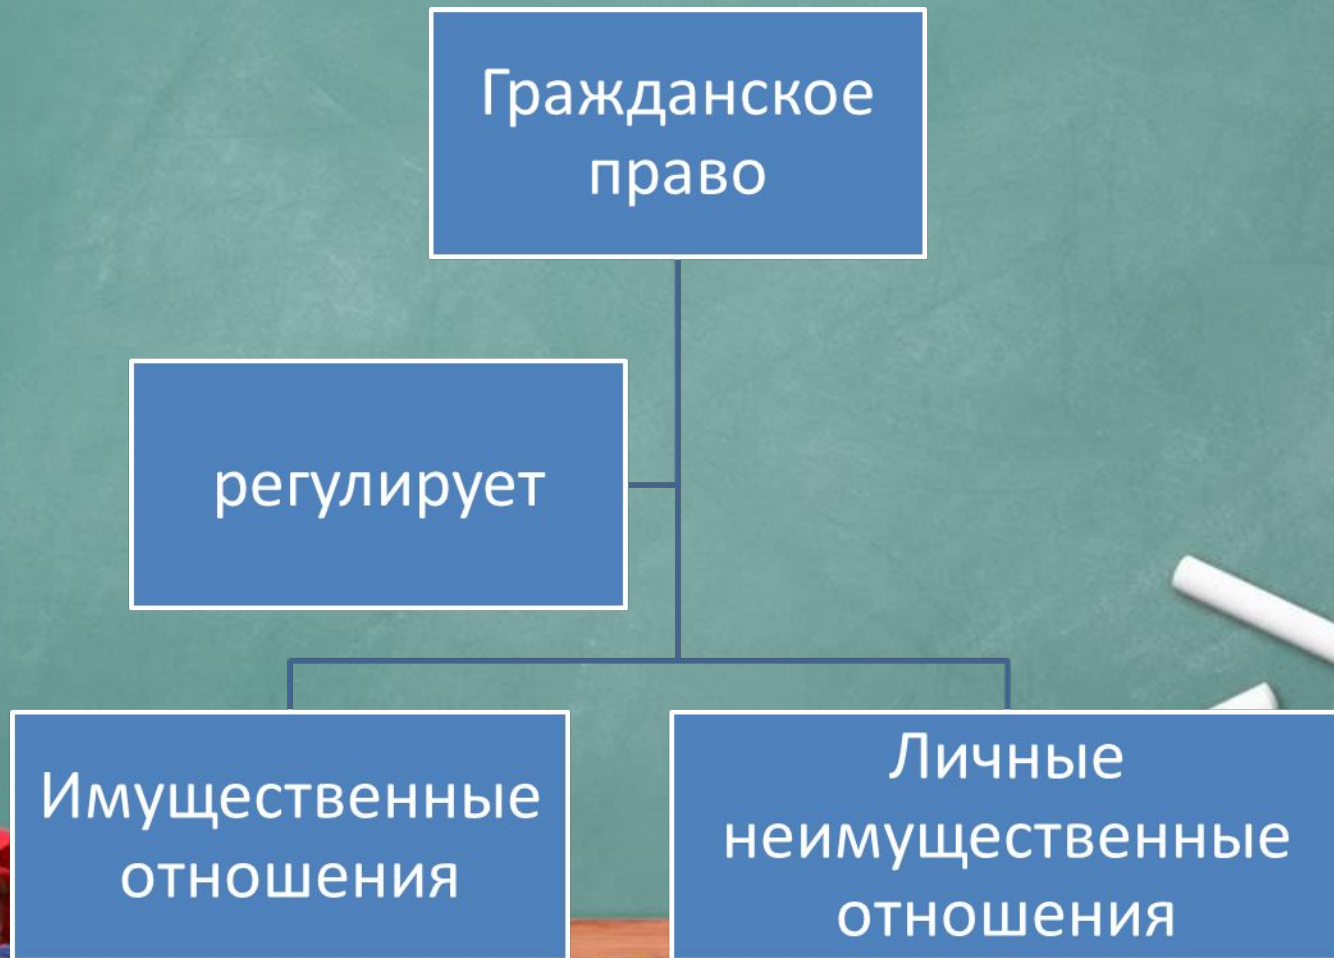 Гражданское
право
регулирует
Имущественные
отношения
Личные
неимущественные
отношения